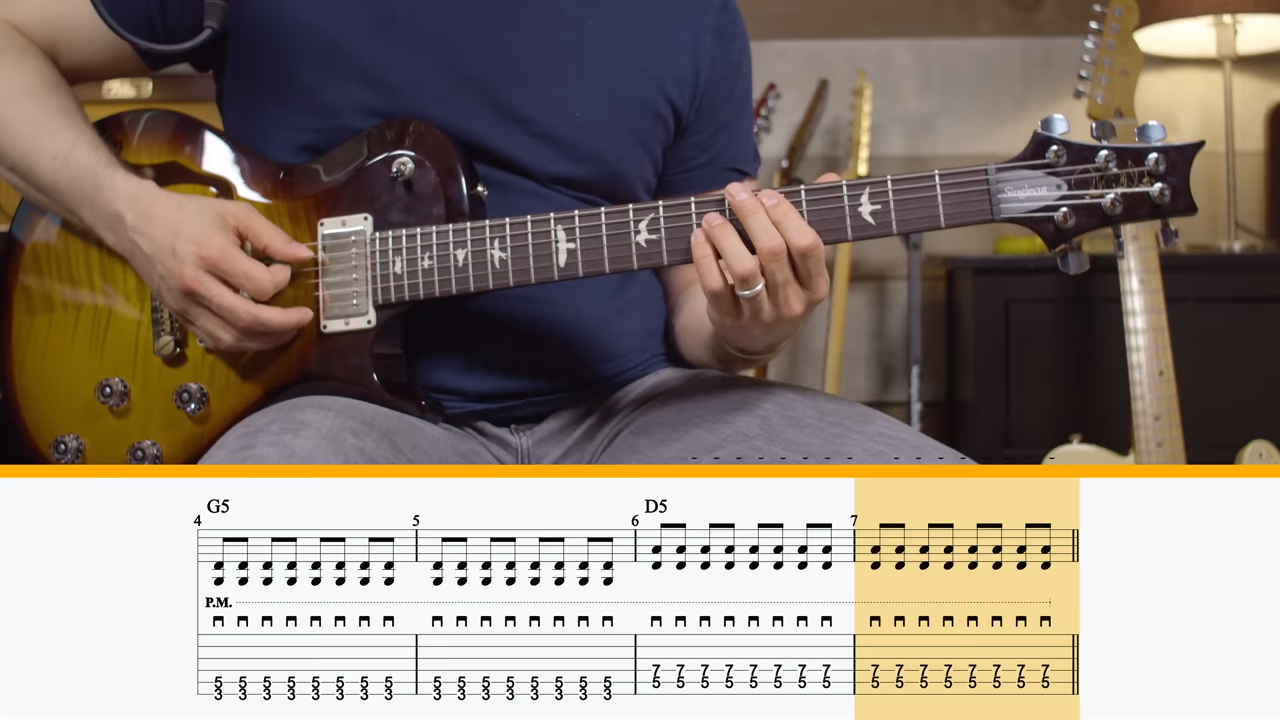 Singlecut
G5 D5
4 5 6 7
P.M.
7 7 7 7 7 7 7 7 7 7 7 7 7 7 7 7
5 5 5 5 5 5 5 5 5 5 5 5 5 5 5 5 5 5 5 5 5 5 5 5 5 5 5 5 5 5 5 5
3 3 3 3 3 3 3 3 3 3 3 3 3 3 3 3